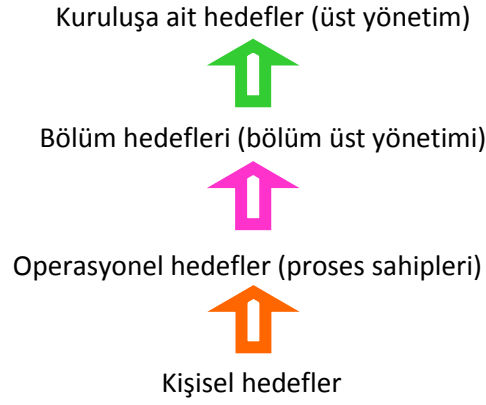 Kuruluşa ait hedefler (üst yönetim)
Bölüm hedefleri (bölüm üst yönetimi)
Operasyonel hedefler (proses sahipleri)
Kişisel hedefler